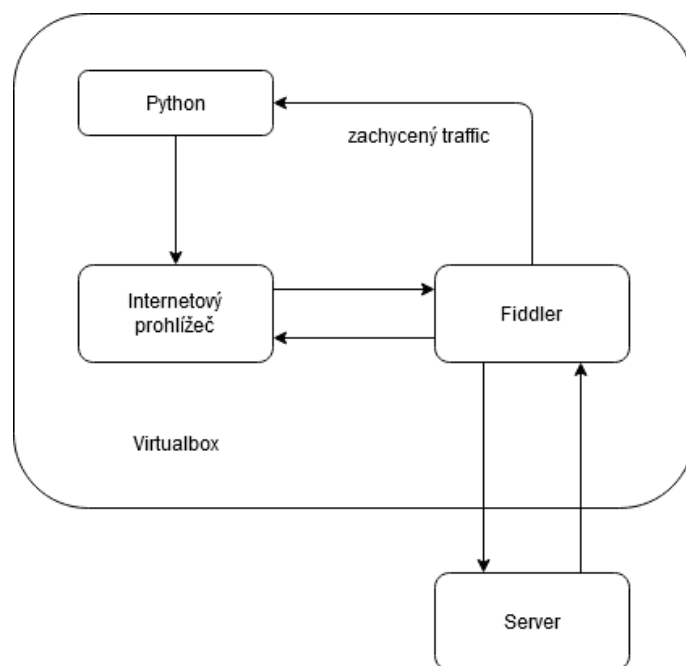 Python
zachycený traffic
Internetový
prohlížeč
Fiddler
Virtualbox
Server